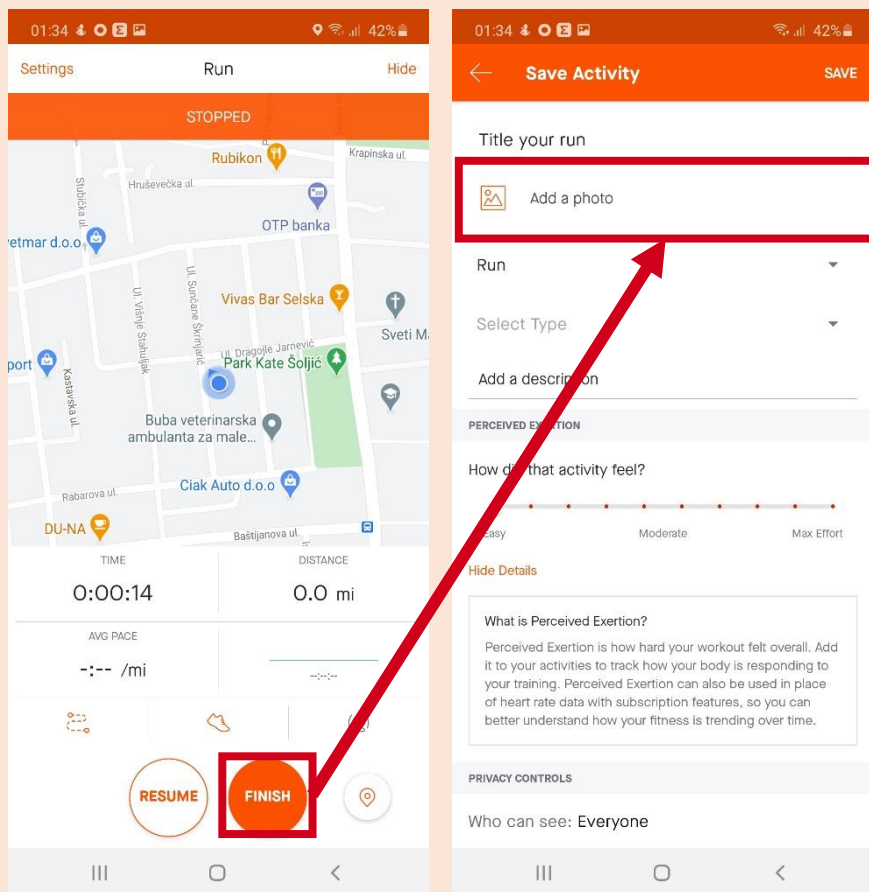 01:34 42%
Settings Run Hide
STOPPED
Rubikon
Krapinska ul.
Stubička ul.
Hruševečka ul.
OTP banka
vetmar d.o.o.
Ul. Sunčane Škrinjarić
Ul. Višnje Stahuljak
Vivas Bar Selska
Sveti M
Ul. Dragojle Jarnević
Park Kate Šoljić
port
Kastavska ul.
Buba veterinarska
ambulanta za male...
Ciak Auto d.o.o
Rabarova ul.
DU-NA
Baštijanova ul.
TIME DISTANCE
0:00:14 0.0 mi
AVG PACE
-:-- /mi --:--:--
RESUME FINISH
01:34 42%
Save Activity SAVE
Title your run
Add a photo
Run
Select Type
Add a description
PERCEIVED
How that activity feel?
Easy Moderate Max Effort
Hide Details
What is Perceived Exertion?
Perceived Exertion is how hard your workout felt overall. Add
it to your activities to track how your body is responding to
your training. Perceived Exertion can also be used in place
of heart rate data with subscription features, so you can
better understand how your fitness is trending over time.
PRIVACY CONTROLS
Who can see: Everyone